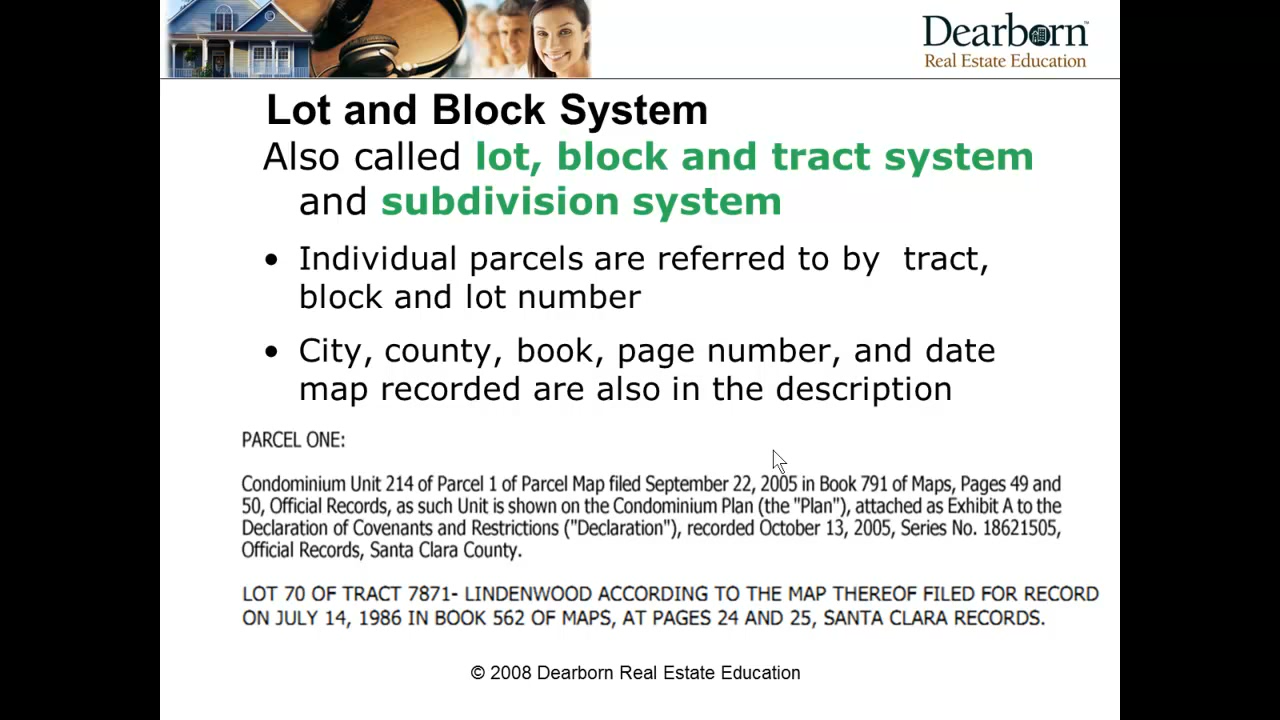 Dearborn™
Real Estate Education
Lot and Block System
Also called lot, block and tract system
and subdivision system
• Individual parcels are referred to by tract,
block and lot number
• City, county, book, page number, and date
map recorded are also in the description
PARCEL ONE:
Condominium Unit 214 of Parcel 1 of Parcel Map filed September 22, 2005 in Book 791 of Maps, Pages 49 and
50, Official Records, as such Unit is shown on the Condominium Plan (the "Plan"), attached as Exhibit A to the
Declaration of Covenants and Restrictions ("Declaration"), recorded October 13, 2005, Series No. 18621505,
Official Records, Santa Clara County.
LOT 70 OF TRACT 7871- LINDENWOOD ACCORDING TO THE MAP THEREOF FILED FOR RECORD
ON JULY 14, 1986 IN BOOK 562 OF MAPS, AT PAGES 24 AND 25, SANTA CLARA RECORDS.
© 2008 Dearborn Real Estate Education